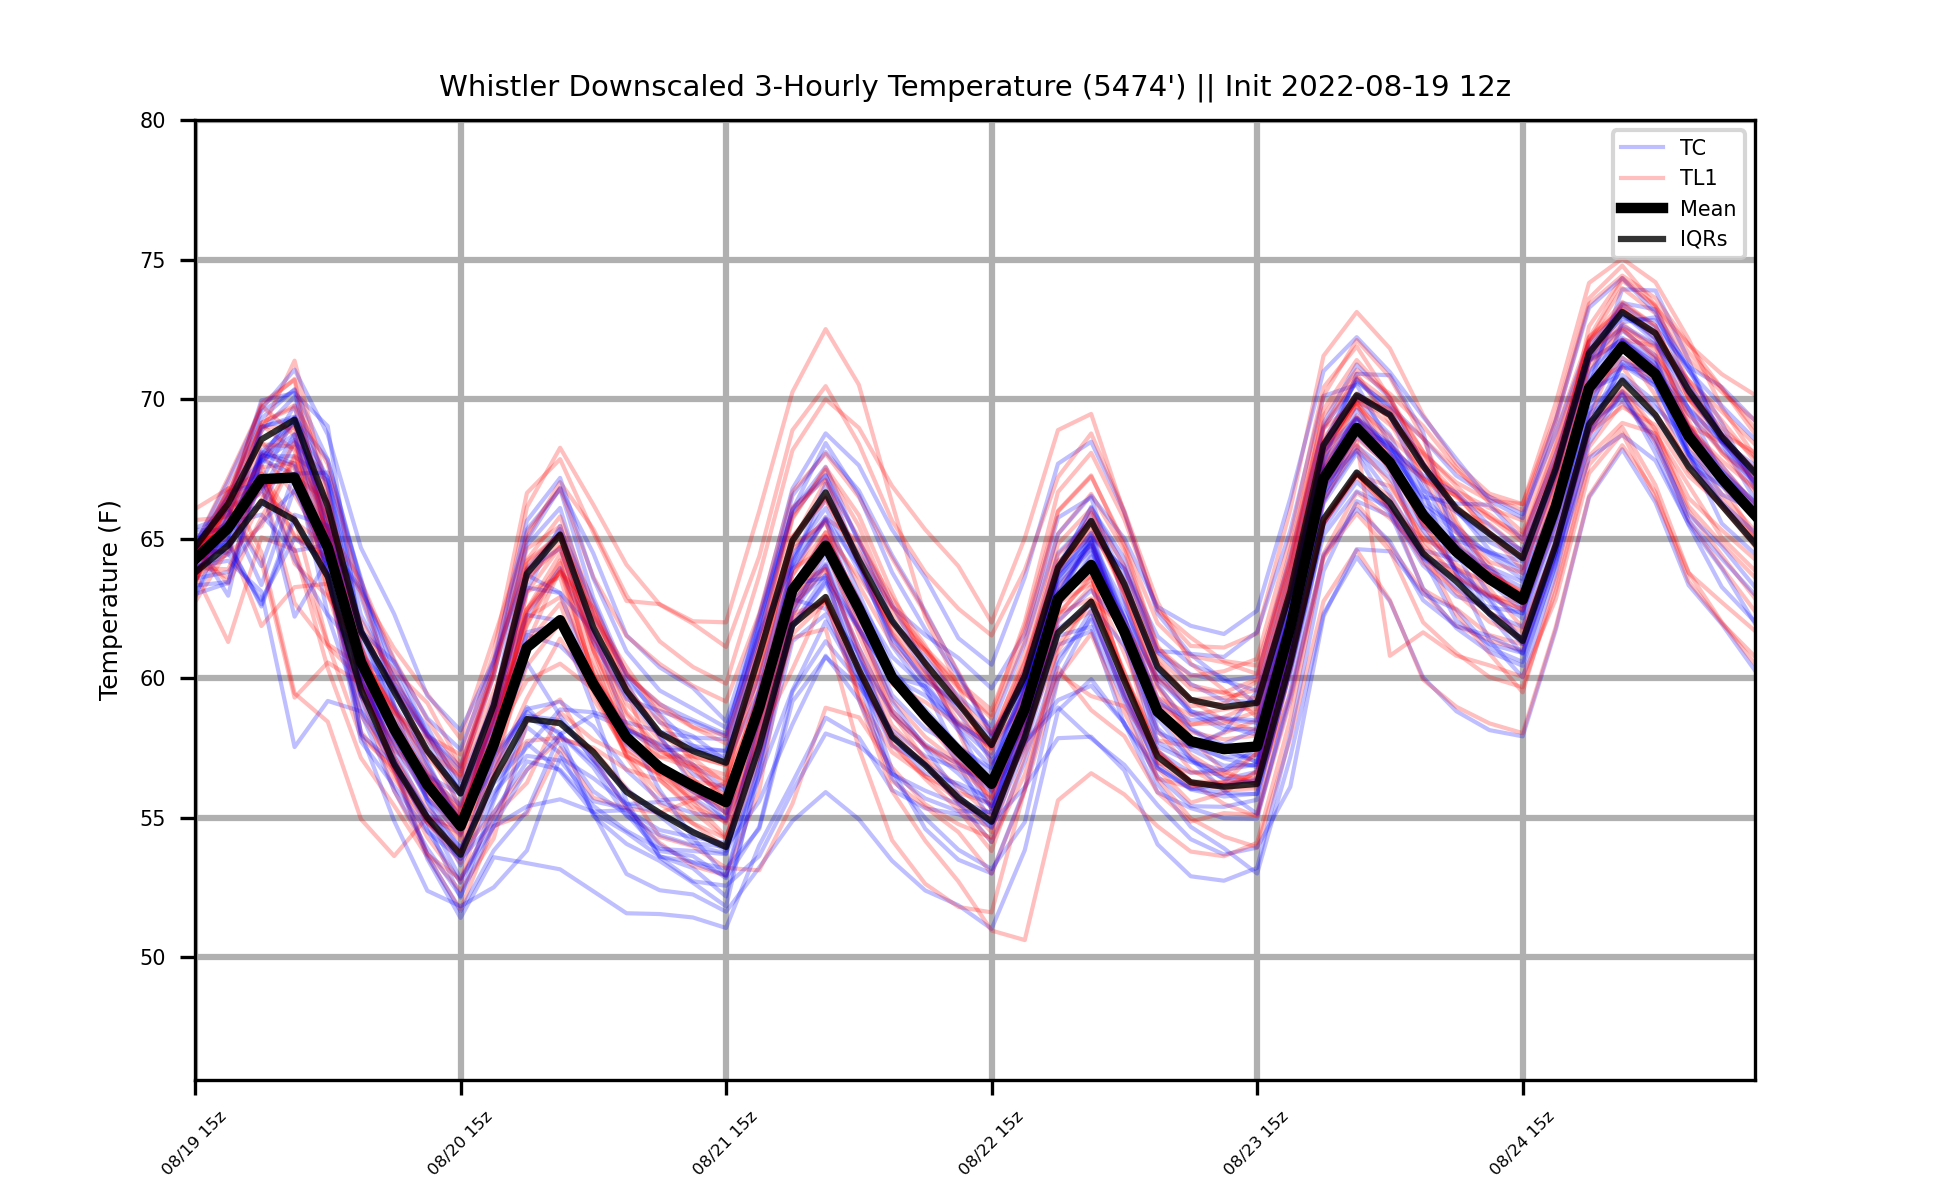 Whistler Downscaled 3-Hourly Temperature (5474') || Init 2022-08-19 12z
TC
TL1
Mean
IQRs
Temperature (F)
80
75
70
65
60
55
50
08/19 15z
08/20 15z
08/21 15z
08/22 15z
08/23 15z
08/24 15z